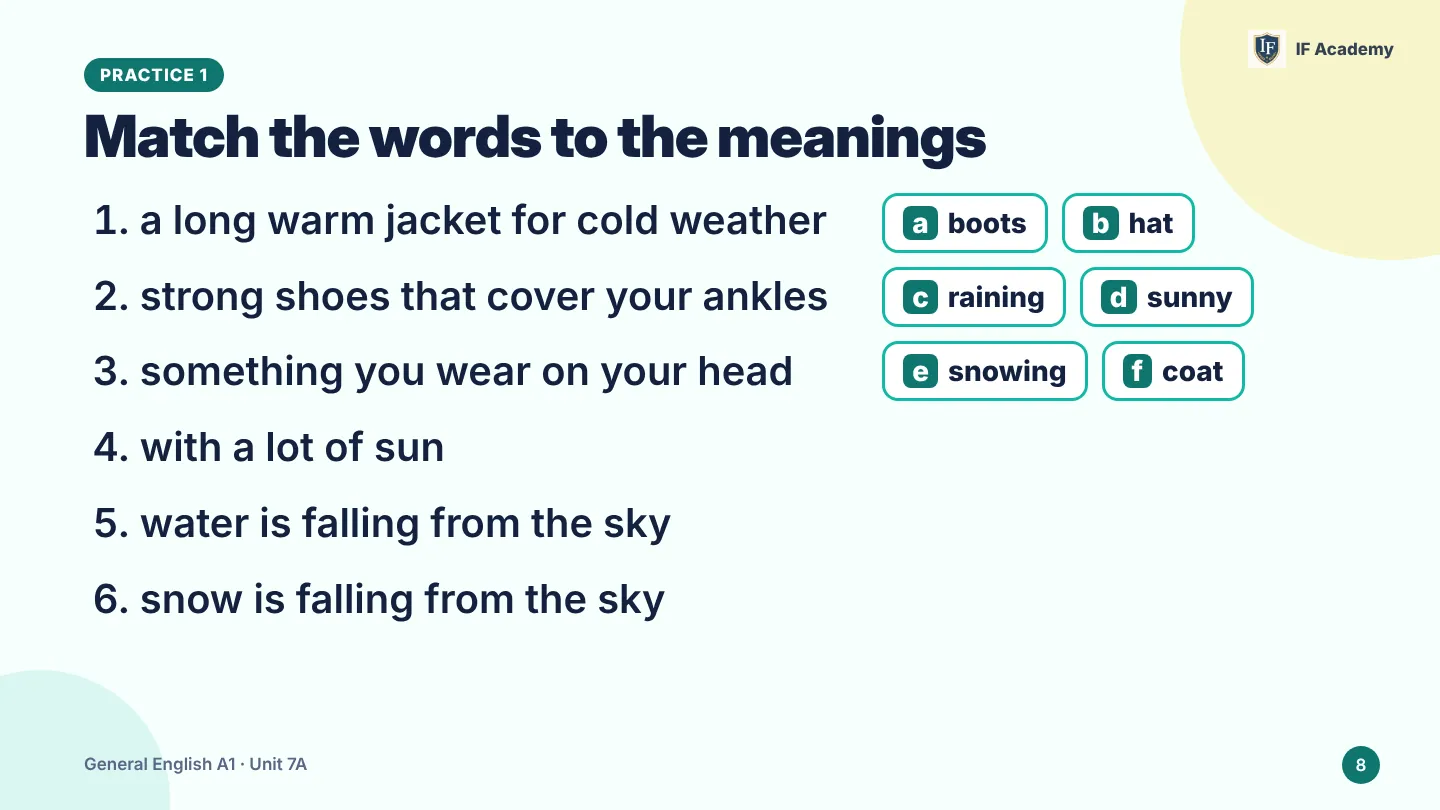 IF Academy
PRACTICE 1
Match the words to the meanings
1. a long warm jacket for cold weather
2. strong shoes that cover your ankles
3. something you wear on your head
4. with a lot of sun
5. water is falling from the sky
6. snow is falling from the sky
a boots b hat
c raining d sunny
e snowing f coat
General English A1 · Unit 7A
8